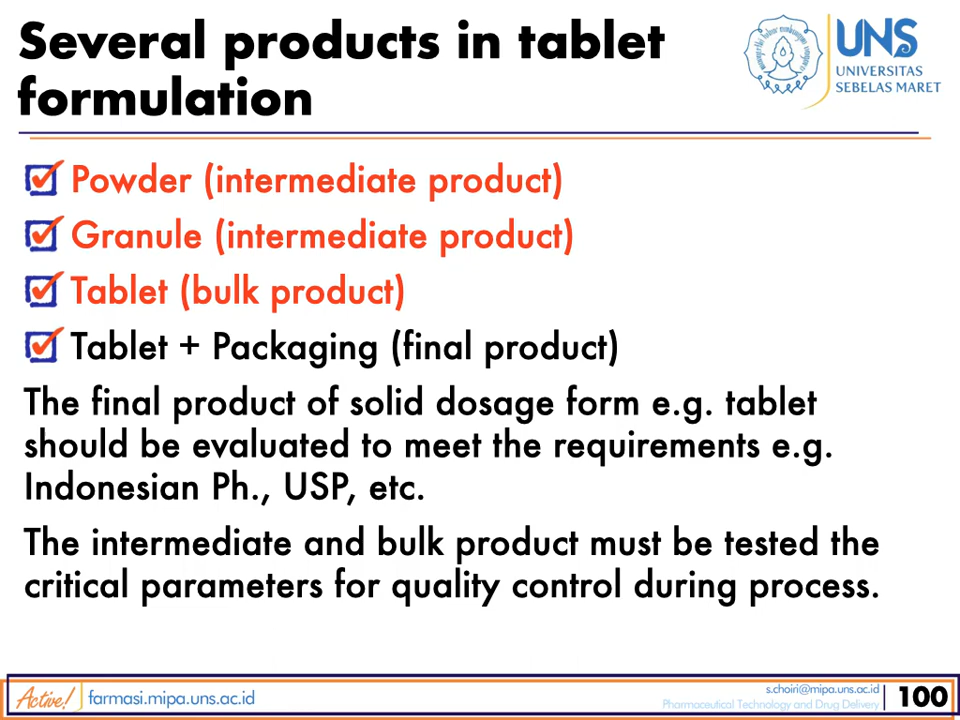 Several products in tablet
formulation
UNS
UNIVERSITAS
SEBELAS MARET
Powder (intermediate product)
Granule (intermediate product)
Tablet (bulk product)
Tablet + Packaging (final product)
The final product of solid dosage form e.g. tablet
should be evaluated to meet the requirements e.g.
Indonesian Ph., USP, etc.
The intermediate and bulk product must be tested the
critical parameters for quality control during process.
Active!
farmasi.mipa.uns.ac.id
s.choiri@mipa.uns.ac.id
Pharmaceutical Technology and Drug Delivery
100